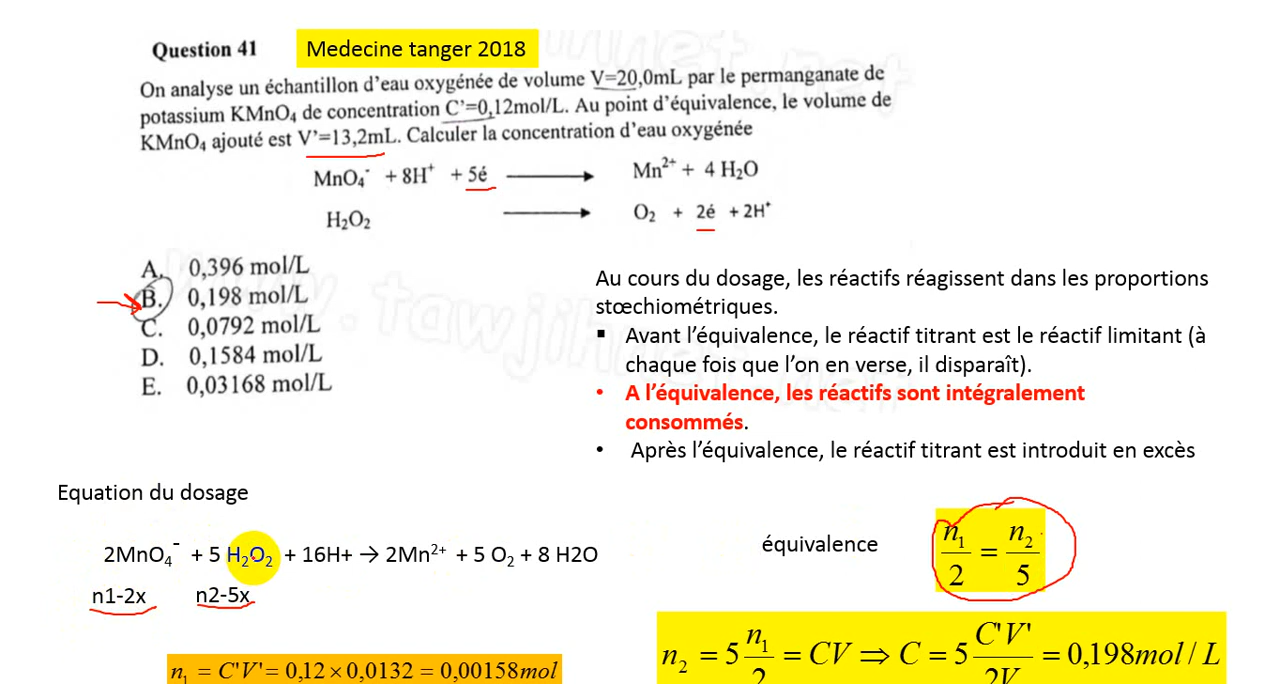 Question 41
Medecine tanger 2018
On analyse un échantillon d'eau oxygénée de volume V=20,0mL par le permanganate de
potassium KMnO₄ de concentration C'=0,12mol/L. Au point d'équivalence, le volume de
KMnO₄ ajouté est V'=13,2mL. Calculer la concentration d'eau oxygénée
MnO₄⁻ + 8H⁺ + 5é ⟶ Mn²⁺ + 4 H₂O
H₂O₂ ⟶ O₂ + 2é + 2H⁺
A. 0,396 mol/L
B. 0,198 mol/L
C. 0,0792 mol/L
D. 0,1584 mol/L
E. 0,03168 mol/L
Au cours du dosage, les réactifs réagissent dans les proportions
stœchiométriques.
▪ Avant l'équivalence, le réactif titrant est le réactif limitant (à
chaque fois que l'on en verse, il disparaît).
• A l'équivalence, les réactifs sont intégralement
consommés.
• Après l'équivalence, le réactif titrant est introduit en excès
Equation du dosage
2MnO₄⁻ + 5 H₂O₂ + 16H+ → 2Mn²⁺ + 5 O₂ + 8 H2O
n1-2x n2-5x
équivalence n₁/2 = n₂/5
n₁ = C'V' = 0,12 × 0,0132 = 0,00158mol
n₂ = 5 n₁/2 = CV ⇒ C = 5 C'V'/2V = 0,198mol / L
www.tawjihnet.net